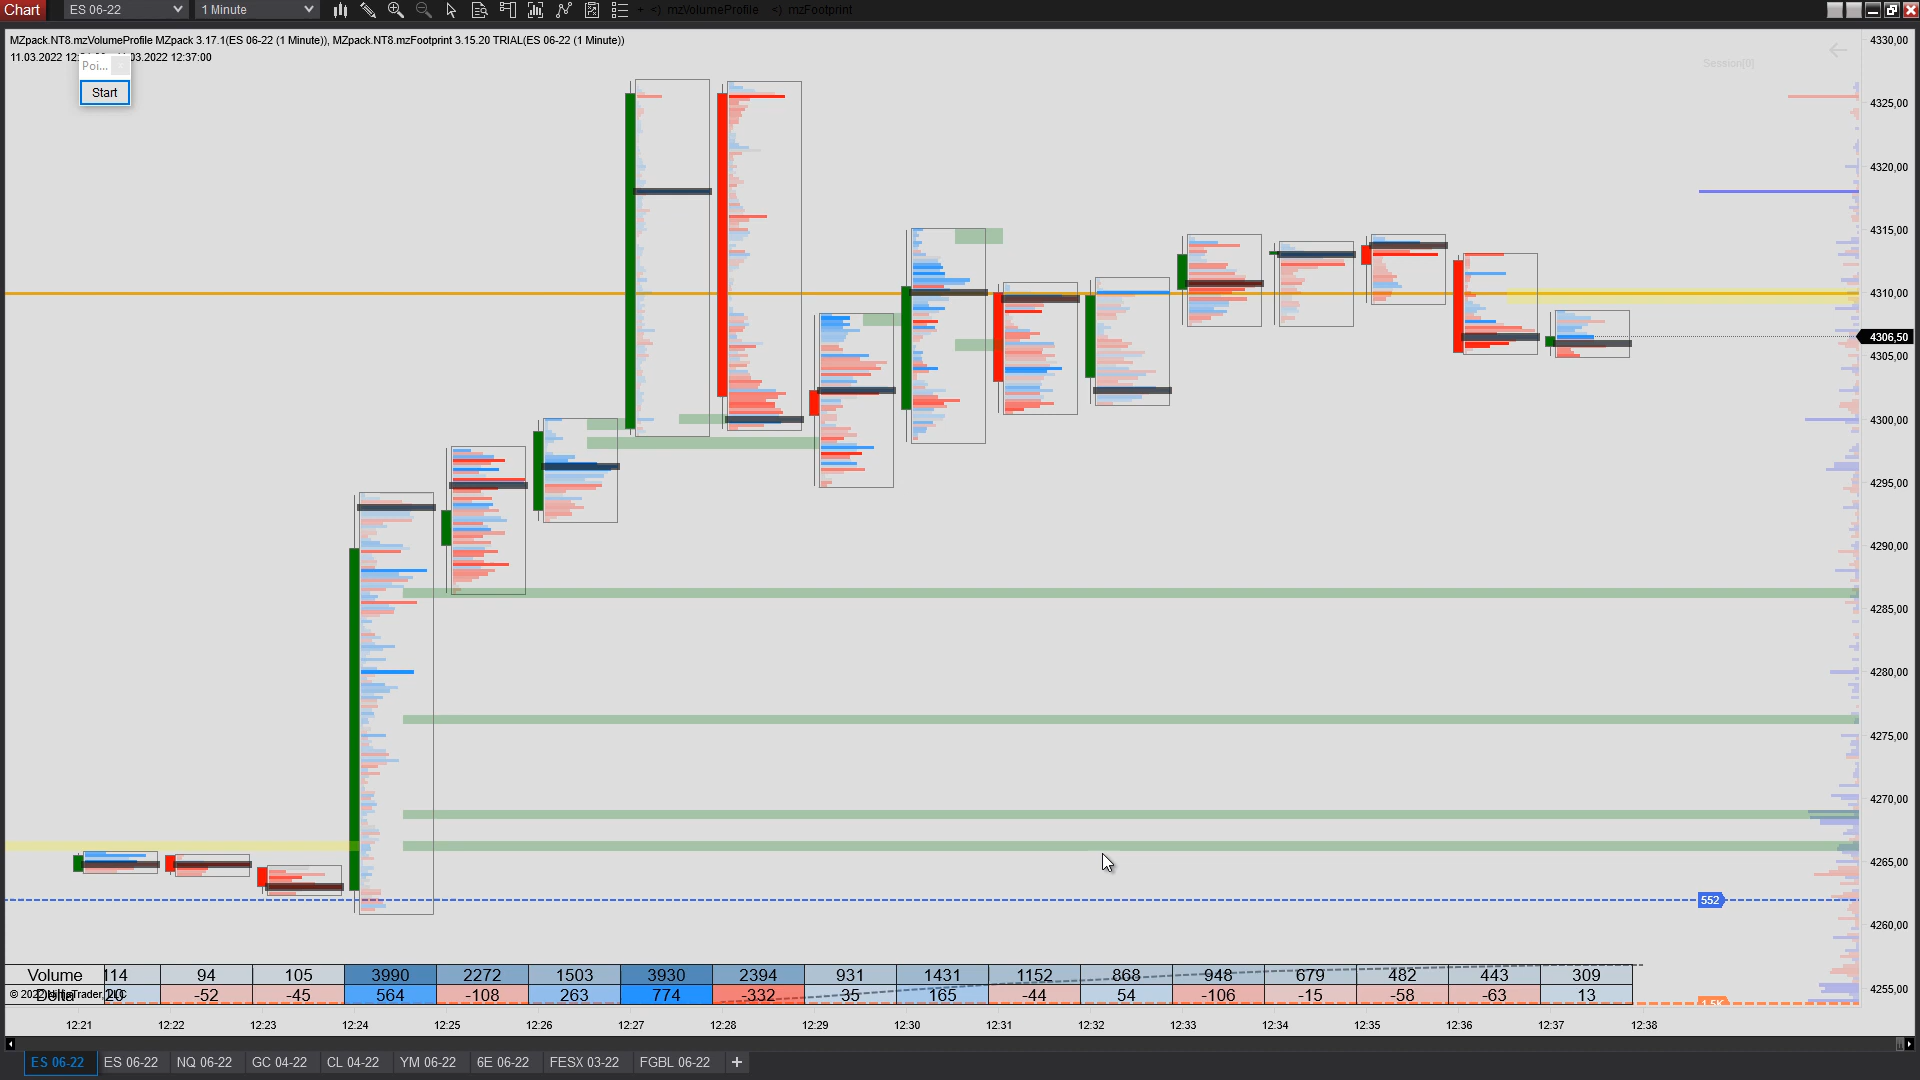 Chart ES 06-22 1 Minute + <> mzVolumeProfile <> mzFootprint
MZpack.NT8.mzVolumeProfile MZpack 3.17.1(ES 06-22 (1 Minute)), MZpack.NT8.mzFootprint 3.15.20 TRIAL(ES 06-22 (1 Minute))
11.03.2022 12: 03.2022 12:37:00
Poi...
Start
Session(0)
4330,00
4325,00
4320,00
4315,00
4310,00
4306,50
4305,00
4300,00
4295,00
4290,00
4285,00
4280,00
4275,00
4270,00
4265,00
552
4260,00
4255,00
Volume 114 94 105 3990 2272 1503 3930 2394 931 1431 1152 868 948 679 482 443 309
Delta 20 -52 -45 564 -108 263 774 -332 35 165 -44 54 -106 -15 -58 -63 13
1.5K
12:21 12:22 12:23 12:24 12:25 12:26 12:27 12:28 12:29 12:30 12:31 12:32 12:33 12:34 12:35 12:36 12:37 12:38
ES 06-22 ES 06-22 NQ 06-22 GC 04-22 CL 04-22 YM 06-22 6E 06-22 FESX 03-22 FGBL 06-22 +